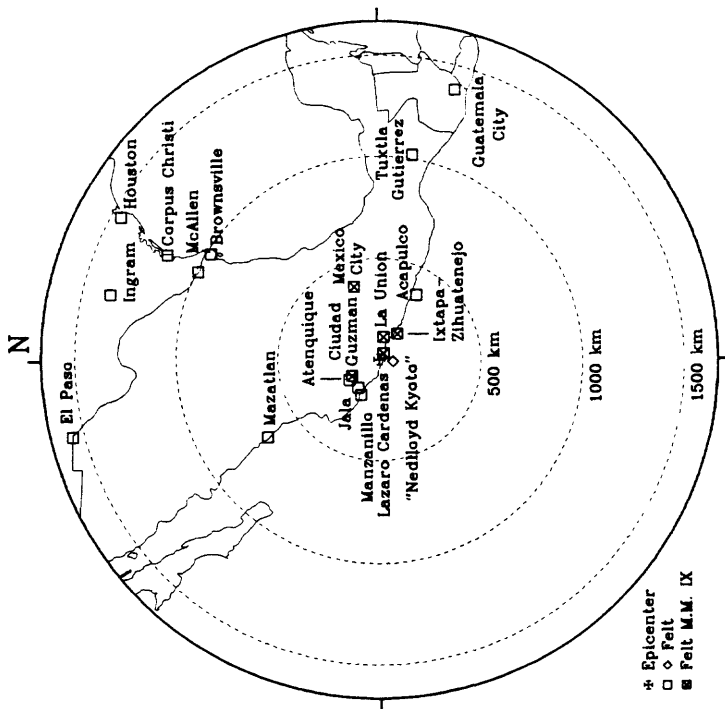 N
El Paso
Ingram
Houston
Corpus Christi
McAllen
Brownsville
Mazatlan
Atenquique
Ciudad
Guzman
Mexico
City
Jala
La Union
Acapulco
Manzanillo
Lazaro Cardenas
"Nedlloyd Kyoto"
Ixtapa-
Zihuatenejo
Tuxtla
Gutierrez
Guatemala
City
500 km
1000 km
1500 km
Epicenter
Felt
Felt M.M. IX